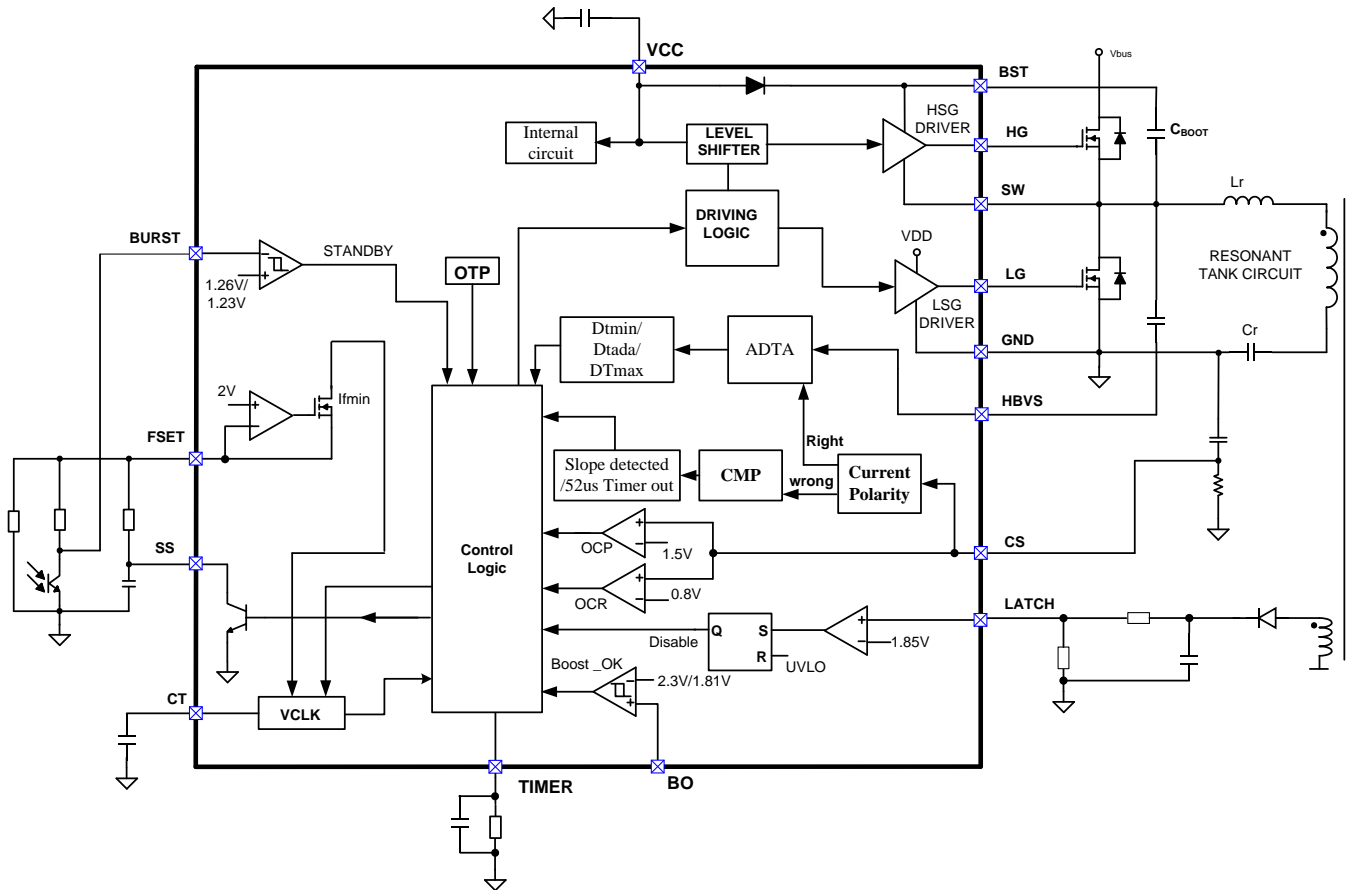 VCC
Vbus
BST
HSG
DRIVER
HG
CBOOT
Internal
circuit
LEVEL
SHIFTER
SW
Lr
DRIVING
LOGIC
BURST
STANDBY
1.26V/
1.23V
OTP
VDD
LG
LSG
DRIVER
RESONANT
TANK CIRCUIT
Dtmin/
Dtada/
DTmax
ADTA
GND
Cr
2V
Ifmin
HBVS
FSET
Right
Slope detected
/52us Timer out
CMP
wrong
Current
Polarity
SS
Control
Logic
OCP
1.5V
CS
OCR
0.8V
LATCH
Disable
Q
S
R
UVLO
1.85V
Boost _OK
2.3V/1.81V
CT
VCLK
TIMER
BO